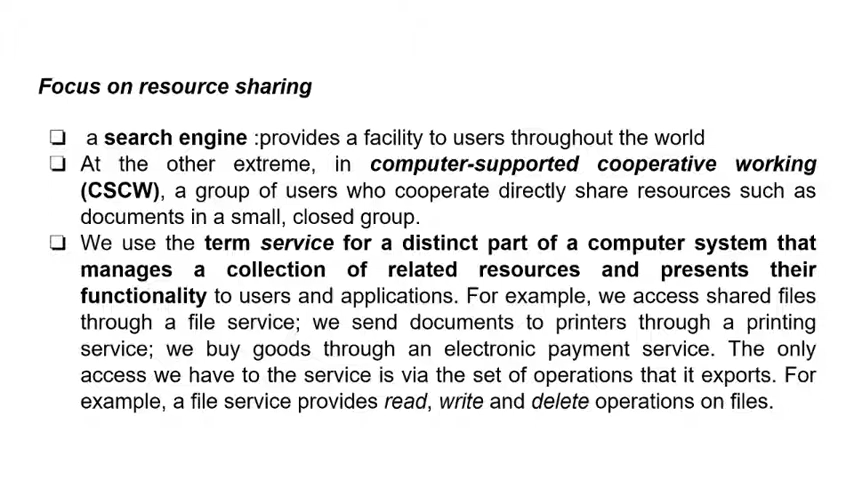 Focus on resource sharing
❏ a search engine :provides a facility to users throughout the world
❏ At the other extreme, in computer-supported cooperative working
(CSCW), a group of users who cooperate directly share resources such as
documents in a small, closed group.
❏ We use the term service for a distinct part of a computer system that
manages a collection of related resources and presents their
functionality to users and applications. For example, we access shared files
through a file service; we send documents to printers through a printing
service; we buy goods through an electronic payment service. The only
access we have to the service is via the set of operations that it exports. For
example, a file service provides read, write and delete operations on files.